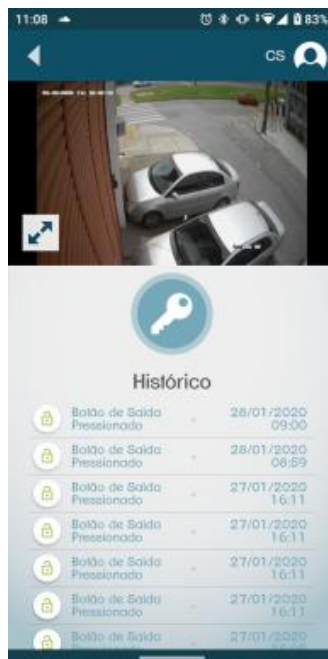 11:08
83%
CS
Histórico
Botão de Saída
Pressionado
-
28/01/2020
09:00
Botão de Saída
Pressionado
-
28/01/2020
08:59
Botão de Saída
Pressionado
-
27/01/2020
16:11
Botão de Saída
Pressionado
-
27/01/2020
16:11
Botão de Saída
Pressionado
-
27/01/2020
16:11
Botão de Saída
Pressionado
-
27/01/2020
16:11
Botão de Saída
27/01/2020